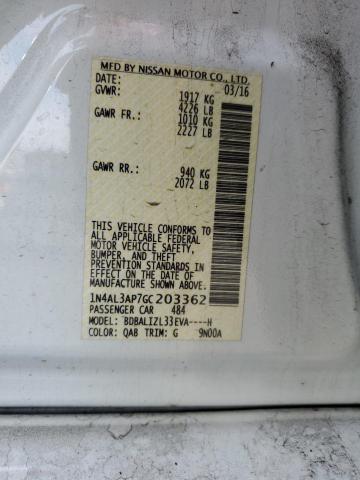 MFD BY NISSAN MOTOR CO., LTD.
DATE: 03/16
GVWR: 1917 KG
4226 LB
GAWR FR.: 1010 KG
2227 LB
GAWR RR.: 940 KG
2072 LB
THIS VEHICLE CONFORMS TO
ALL APPLICABLE FEDERAL
MOTOR VEHICLE SAFETY,
BUMPER, AND THEFT
PREVENTION STANDARDS IN
EFFECT ON THE DATE OF
MANUFACTURE SHOWN ABOVE.
1N4AL3AP7GC203362
PASSENGER CAR 484
MODEL: BDBALIZL33EVA----H
COLOR: QAB TRIM: G 9N00A